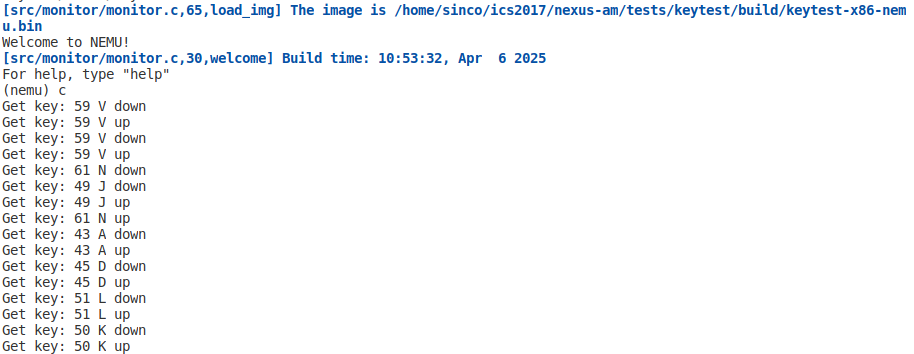 [src/monitor/monitor.c,65,load_img] The image is /home/sinco/ics2017/nexus-am/tests/keytest/build/keytest-x86-nem
u.bin
Welcome to NEMU!
[src/monitor/monitor.c,30,welcome] Build time: 10:53:32, Apr  6 2025
For help, type "help"
(nemu) c
Get key: 59 V down
Get key: 59 V up
Get key: 59 V down
Get key: 59 V up
Get key: 61 N down
Get key: 49 J down
Get key: 49 J up
Get key: 61 N up
Get key: 43 A down
Get key: 43 A up
Get key: 45 D down
Get key: 45 D up
Get key: 51 L down
Get key: 51 L up
Get key: 50 K down
Get key: 50 K up